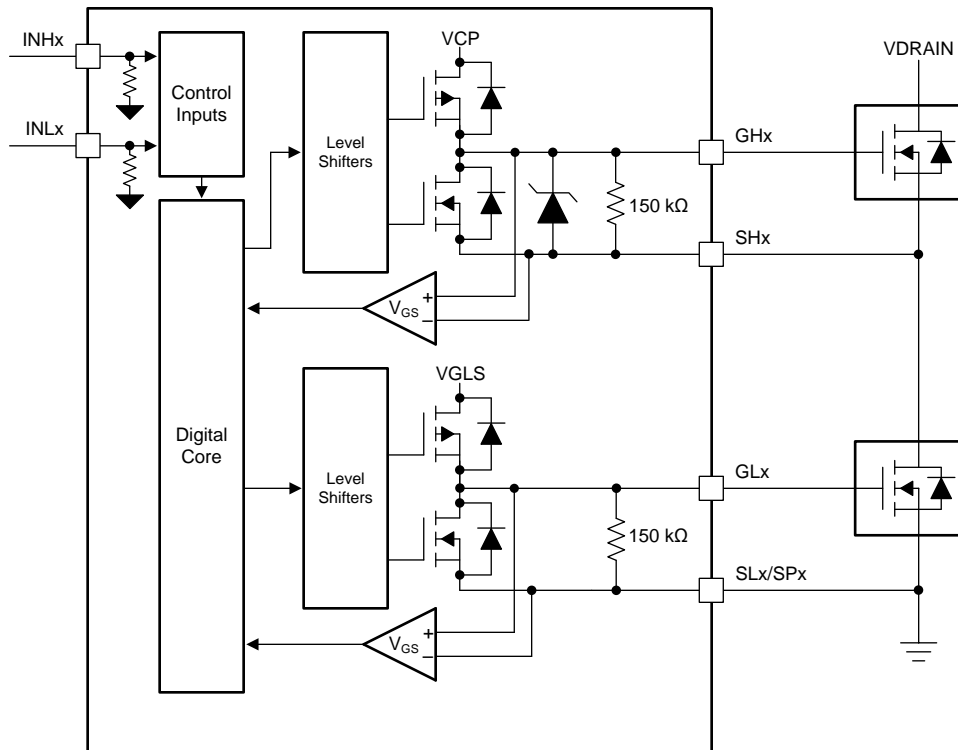 INHx
INLx
Control
Inputs
Digital
Core
Level
Shifters
VCP
VGS
+
−
150 kΩ
GHx
SHx
VDRAIN
Level
Shifters
VGLS
VGS
+
−
150 kΩ
GLx
SLx/SPx